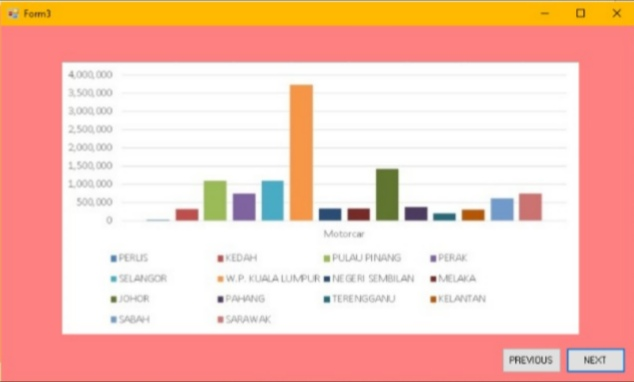 Form3
4,000,000
3,500,000
3,000,000
2,500,000
2,000,000
1,500,000
1,000,000
500,000
0
Motorcar
PERLIS KEDAH PULAU PINANG PERAK
SELANGOR W.P. KUALA LUMPUR NEGERI SEMBILAN MELAKA
JOHOR PAHANG TERENGGANU KELANTAN
SABAH SARAWAK
PREVIOUS NEXT